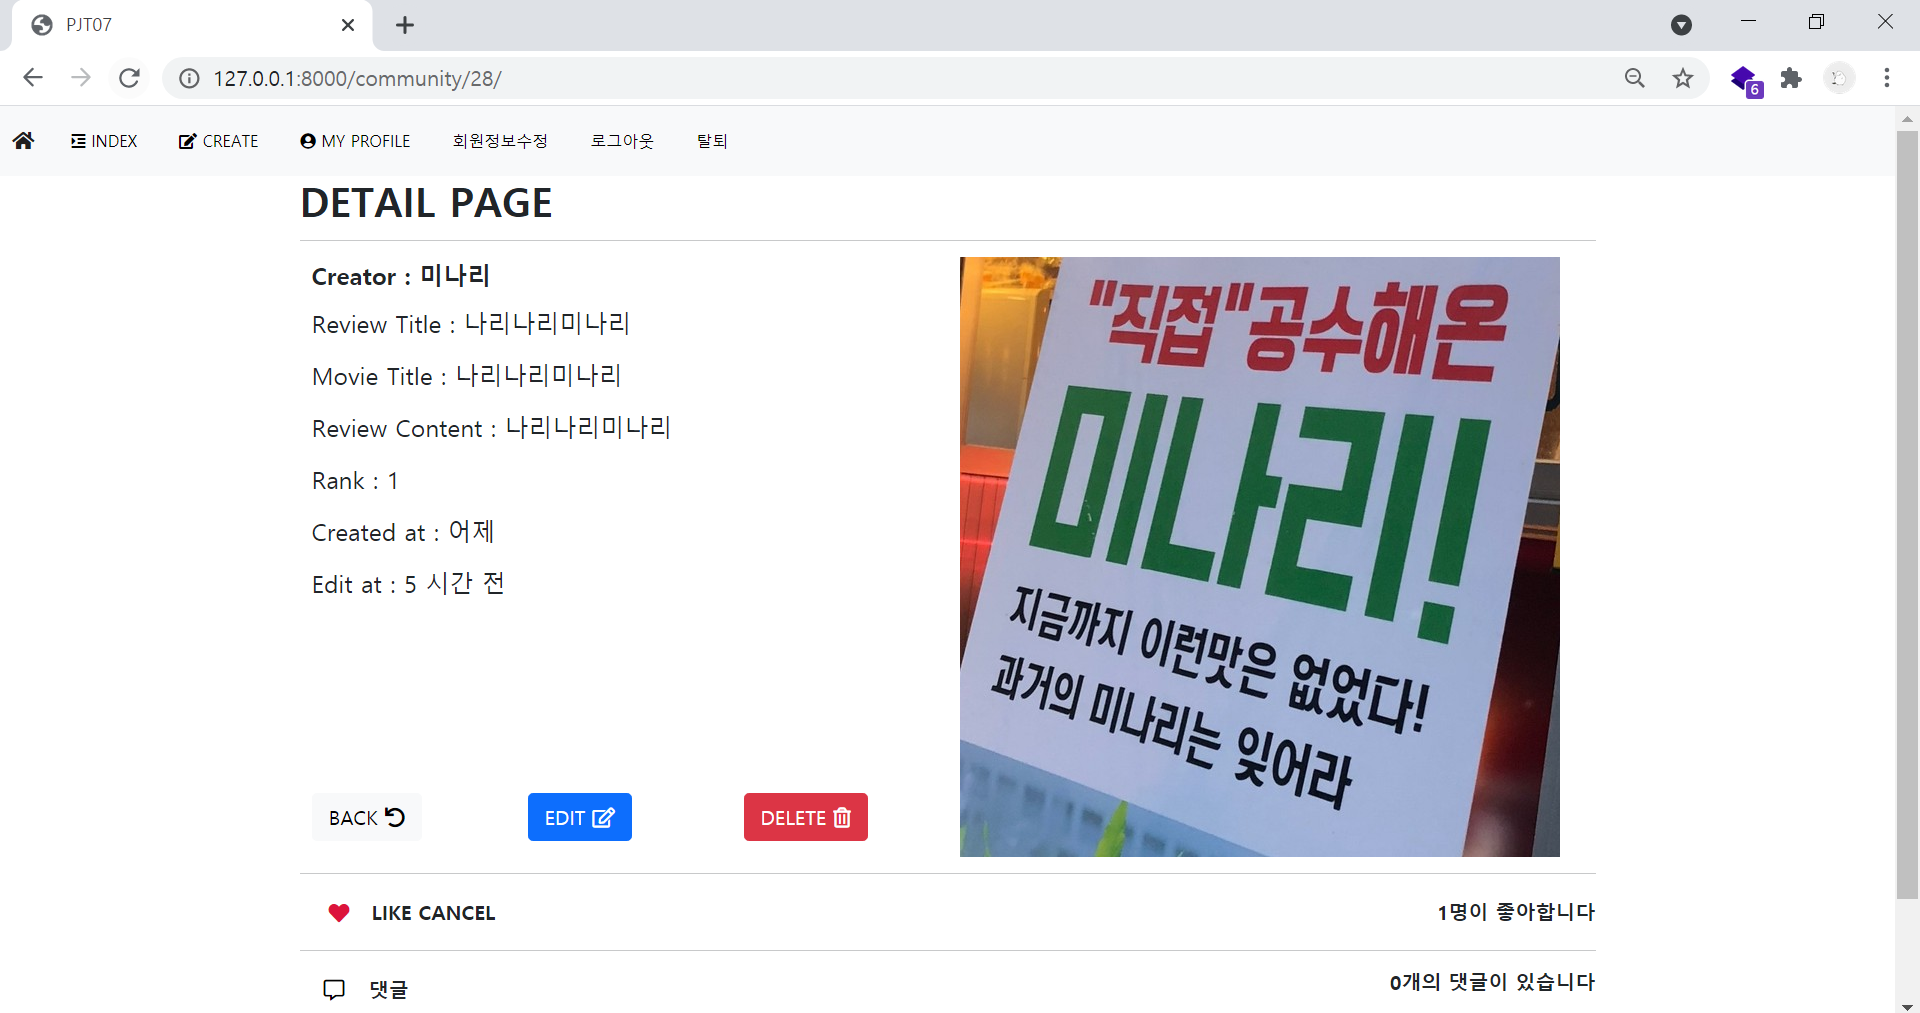 PJT07
127.0.0.1:8000/community/28/
6
INDEX
CREATE
MY PROFILE
회원정보수정
로그아웃
탈퇴
DETAIL PAGE
Creator : 미나리
Review Title : 나리나리미나리
Movie Title : 나리나리미나리
Review Content : 나리나리미나리
Rank : 1
Created at : 어제
Edit at : 5 시간 전
BACK
EDIT
DELETE
"직접"공수해온
미나리!
지금까지 이런맛은 없었다!
과거의 미나리는 잊어라
LIKE CANCEL
1명이 좋아합니다
댓글
0개의 댓글이 있습니다